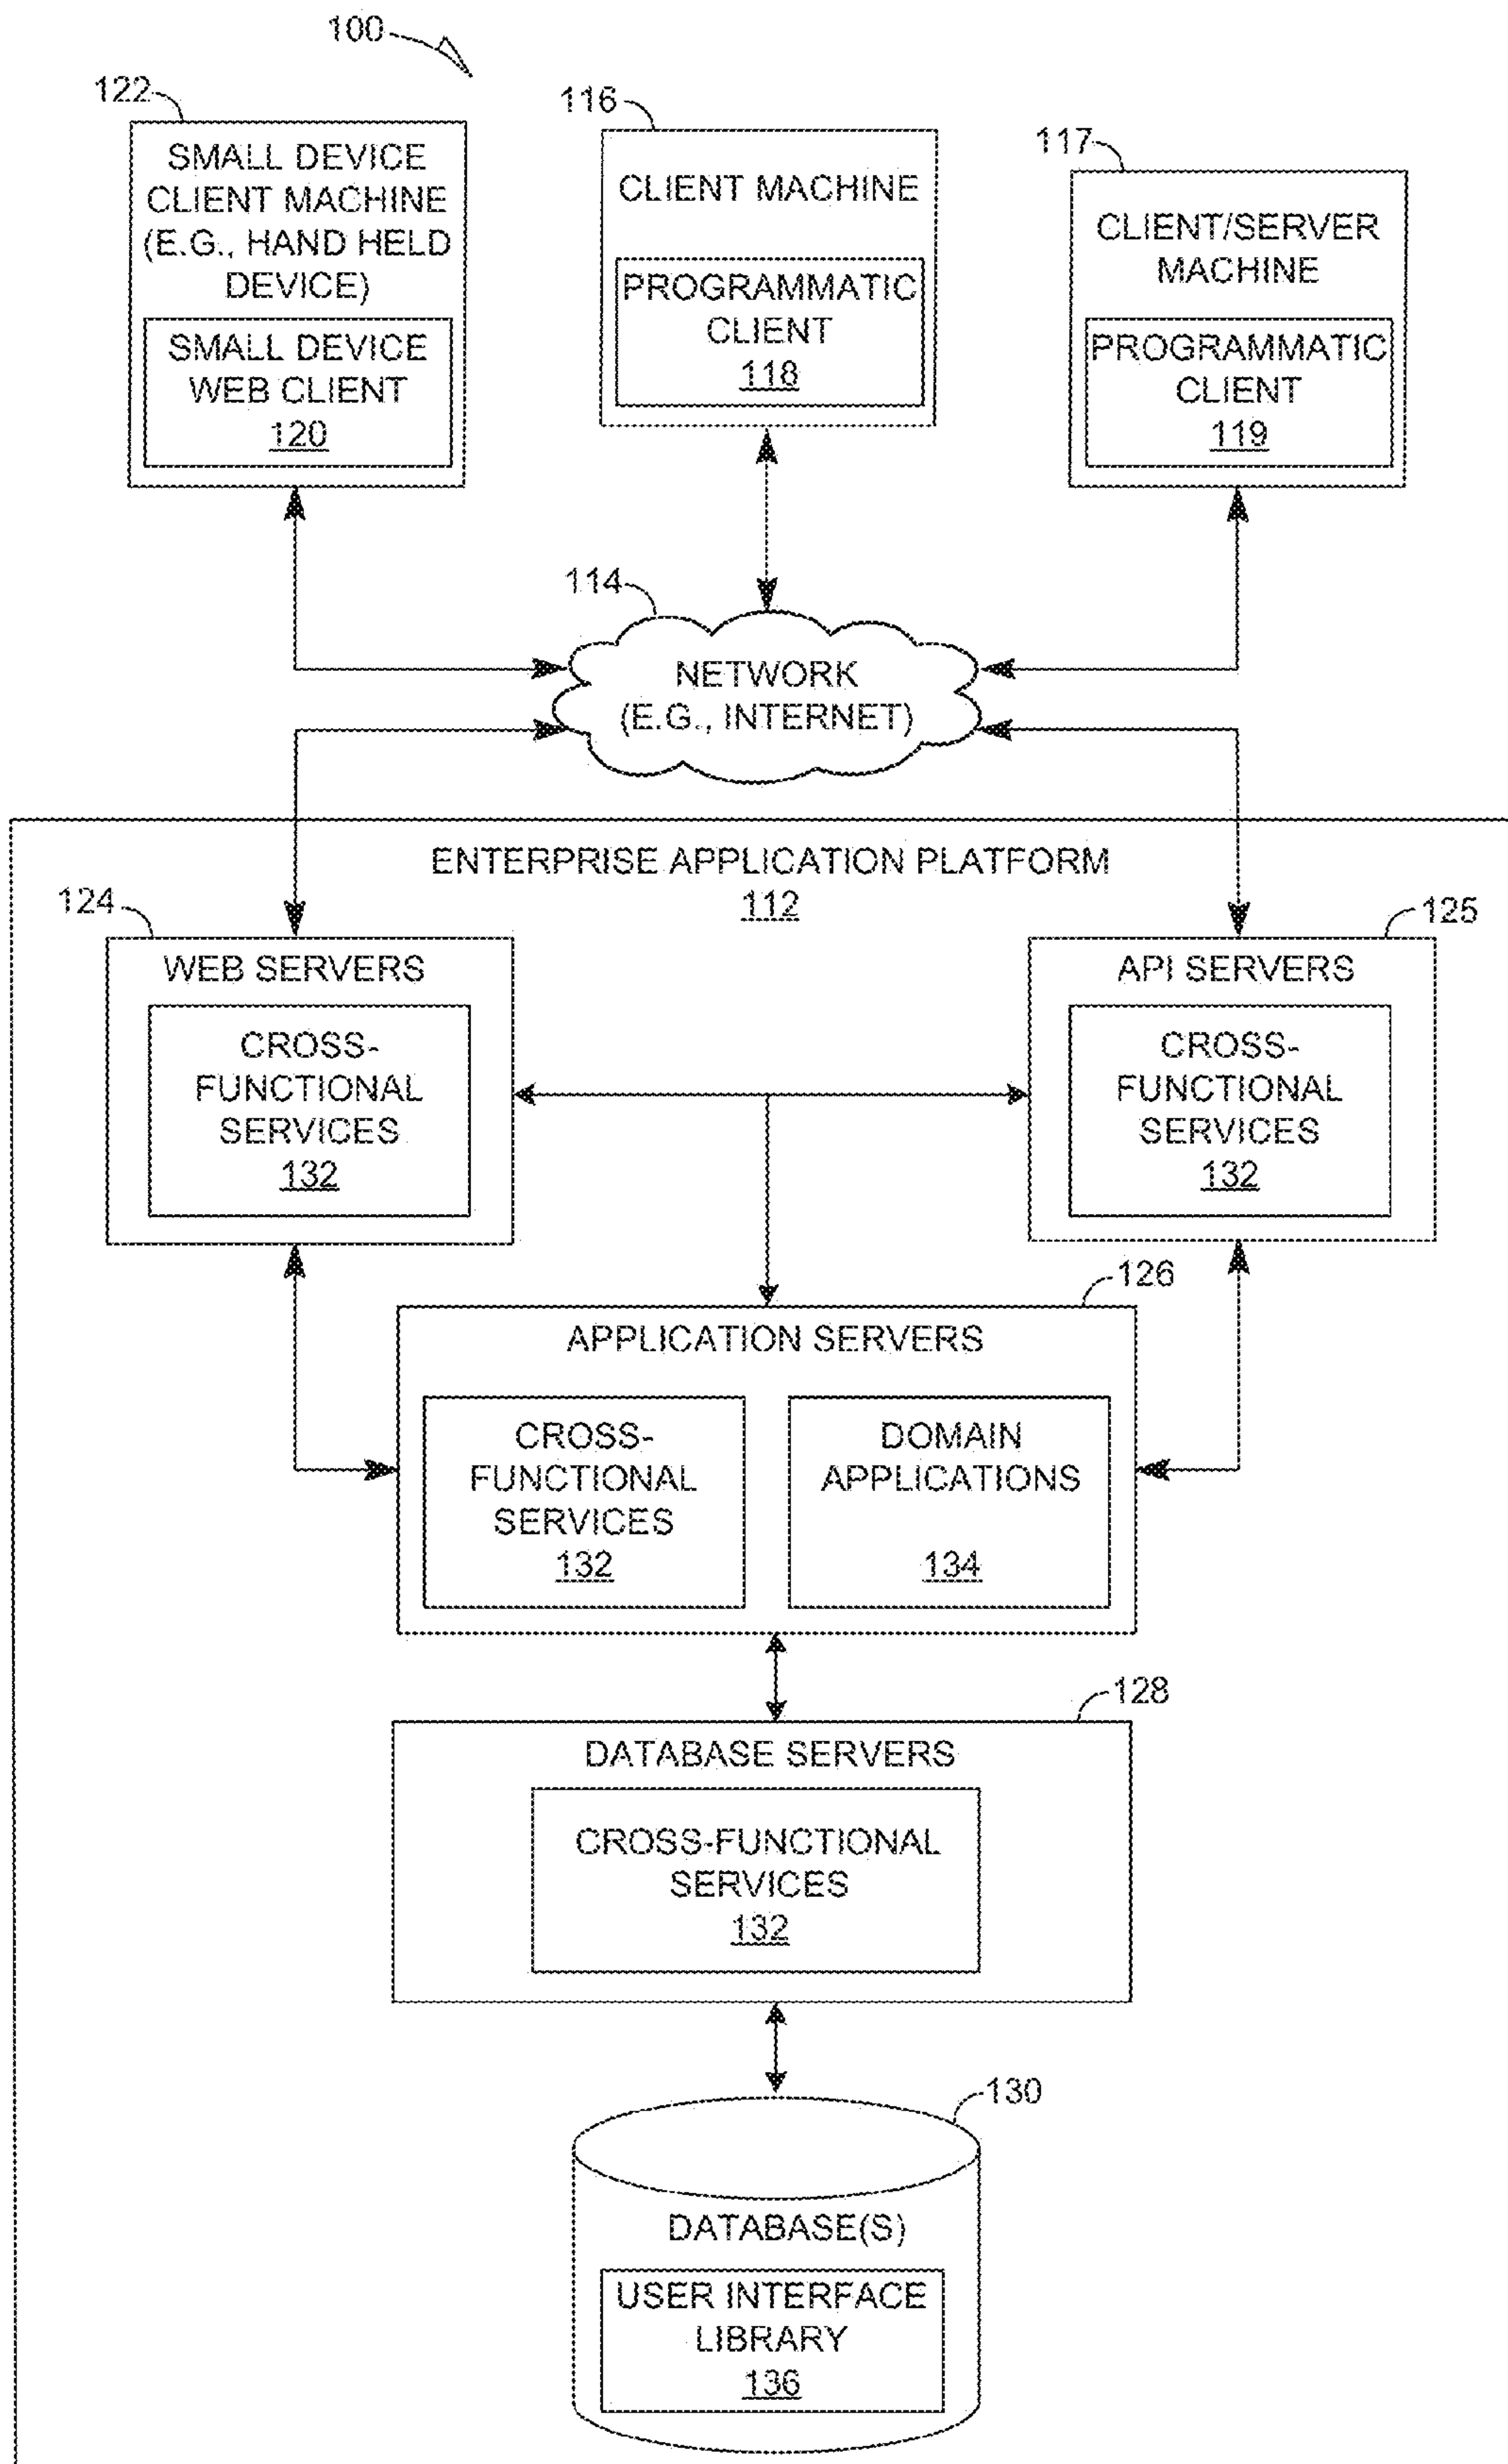 100
122
SMALL DEVICE
CLIENT MACHINE
(E.G., HAND HELD
DEVICE)
SMALL DEVICE
WEB CLIENT
120
116
CLIENT MACHINE
PROGRAMMATIC
CLIENT
118
117
CLIENT/SERVER
MACHINE
PROGRAMMATIC
CLIENT
119
114
NETWORK
(E.G., INTERNET)
ENTERPRISE APPLICATION PLATFORM
112
124
WEB SERVERS
CROSS-
FUNCTIONAL
SERVICES
132
125
API SERVERS
CROSS-
FUNCTIONAL
SERVICES
132
126
APPLICATION SERVERS
CROSS-
FUNCTIONAL
SERVICES
132
DOMAIN
APPLICATIONS
134
128
DATABASE SERVERS
CROSS-FUNCTIONAL
SERVICES
132
130
DATABASE(S)
USER INTERFACE
LIBRARY
136